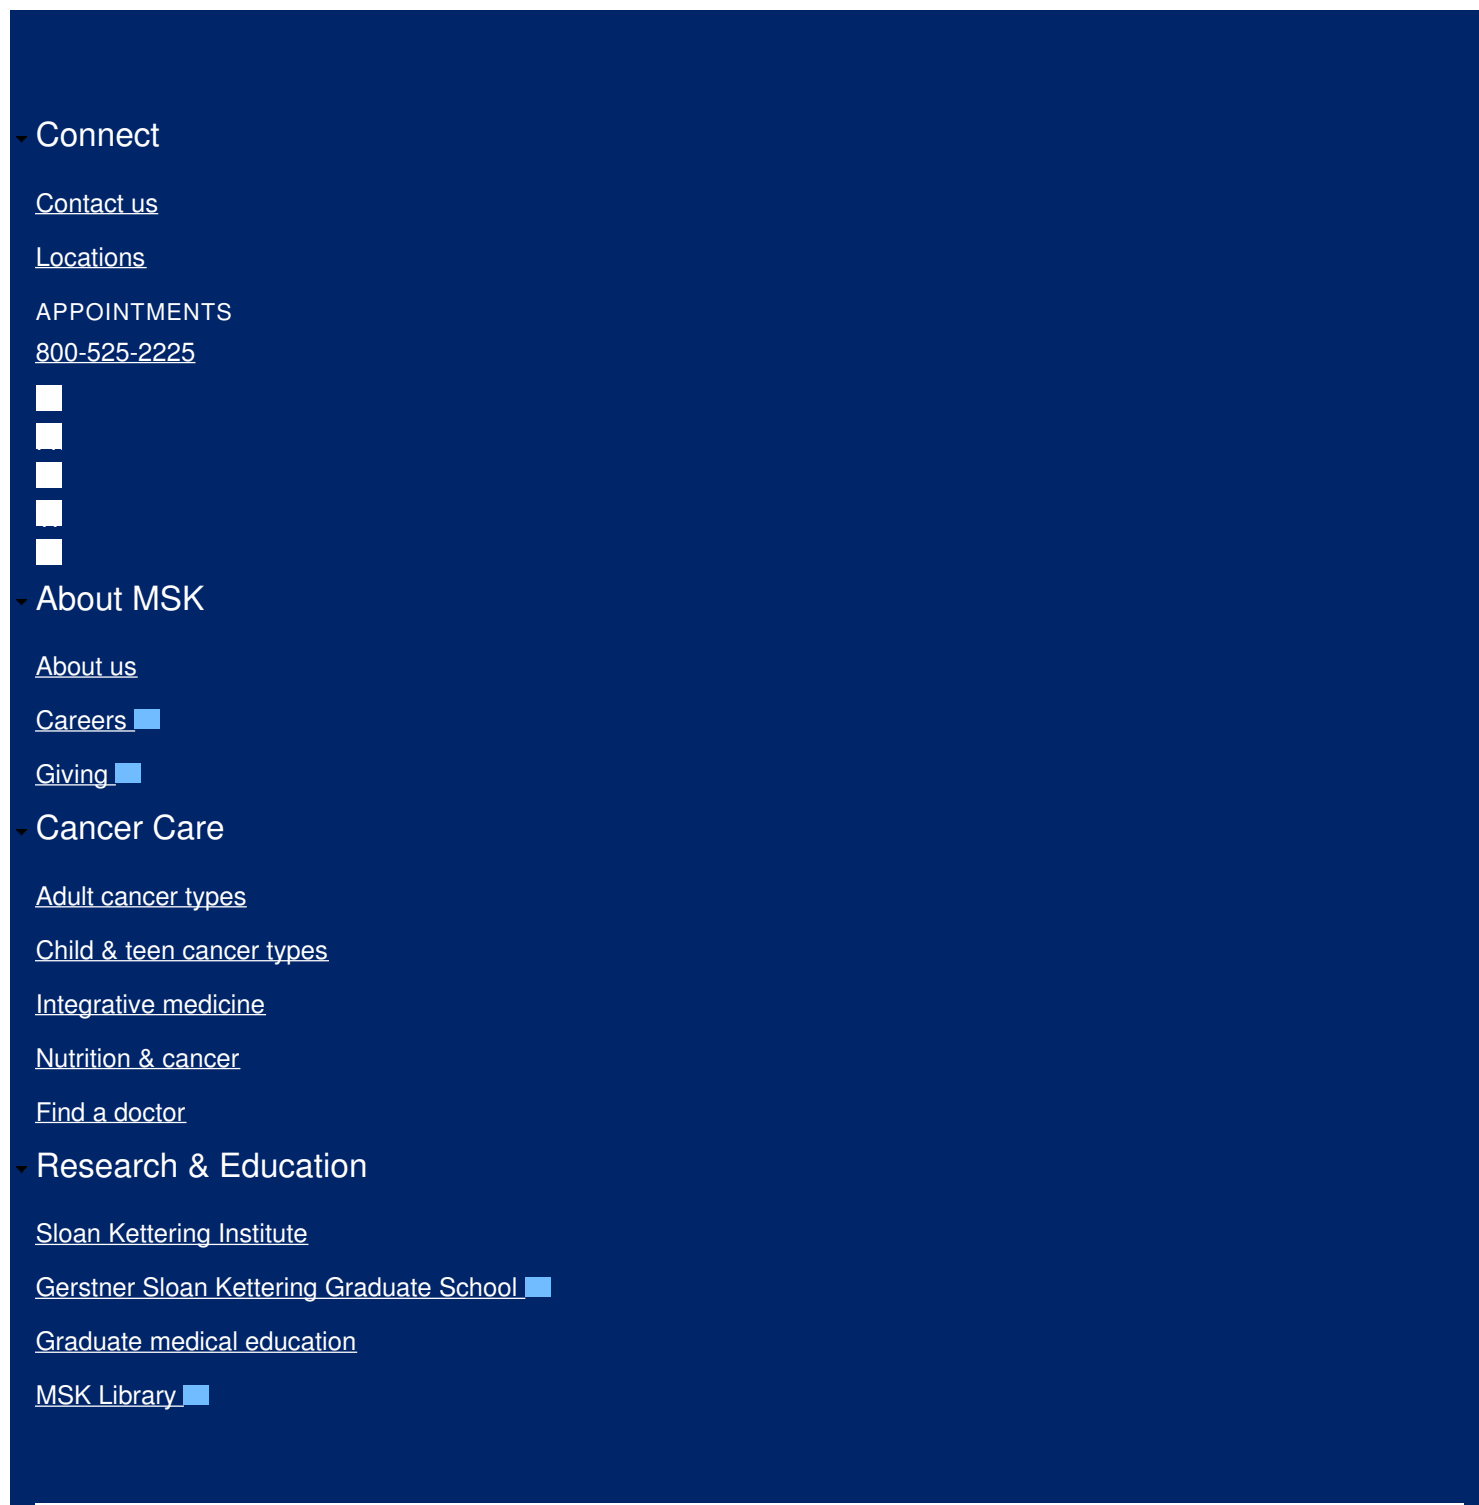 Connect
Contact us
Locations
APPOINTMENTS
800-525-2225
About MSK
About us
Careers
Giving
Cancer Care
Adult cancer types
Child & teen cancer types
Integrative medicine
Nutrition & cancer
Find a doctor
Research & Education
Sloan Kettering Institute
Gerstner Sloan Kettering Graduate School
Graduate medical education
MSK Library